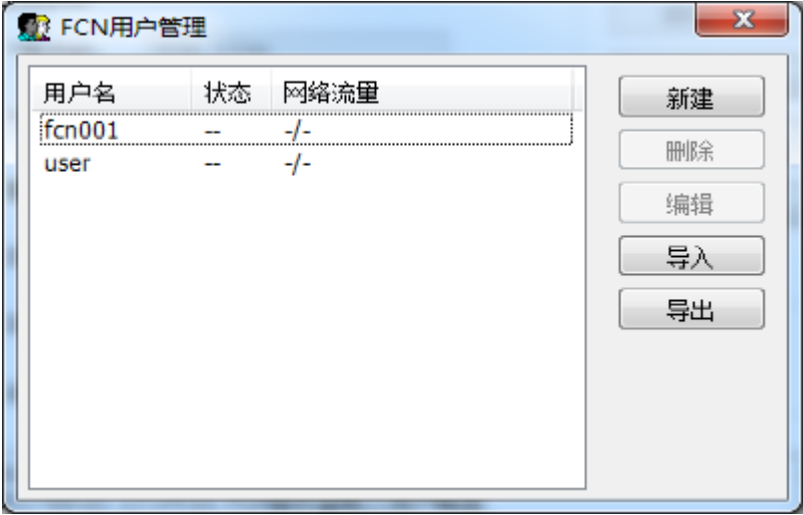 FCN用户管理
用户名 状态 网络流量
fcn001 -- -/-
user -- -/-
新建
删除
编辑
导入
导出